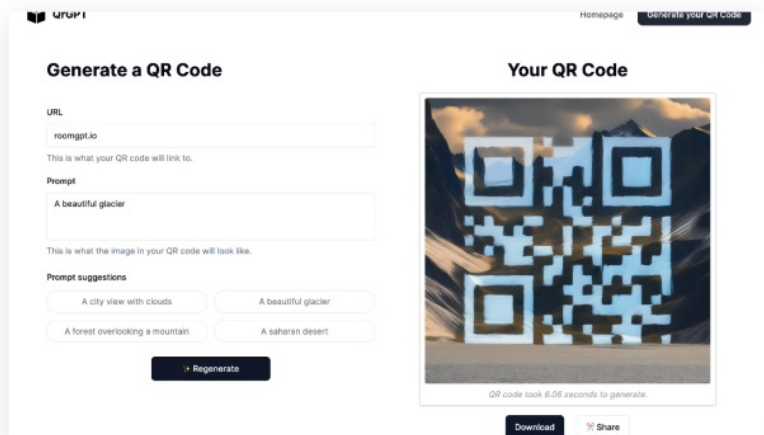 QrGPT
Homepage
Generate your QR Code
Generate a QR Code
Your QR Code
URL
roomgpt.io
This is what your QR code will link to.
Prompt
A beautiful glacier
This is what the image in your QR code will look like.
Prompt suggestions
A city view with clouds
A beautiful glacier
A forest overlooking a mountain
A saharan desert
✨ Regenerate
QR code took 6.06 seconds to generate.
Download
✂️ Share